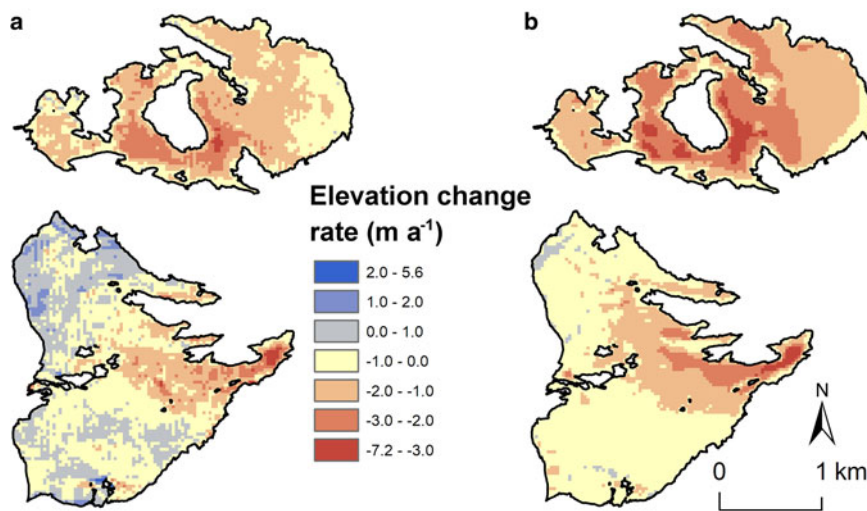 a
b
Elevation change
rate (m a-1)
2.0 - 5.6
1.0 - 2.0
0.0 - 1.0
-1.0 - 0.0
-2.0 - -1.0
-3.0 - -2.0
-7.2 - -3.0
N
0 1 km